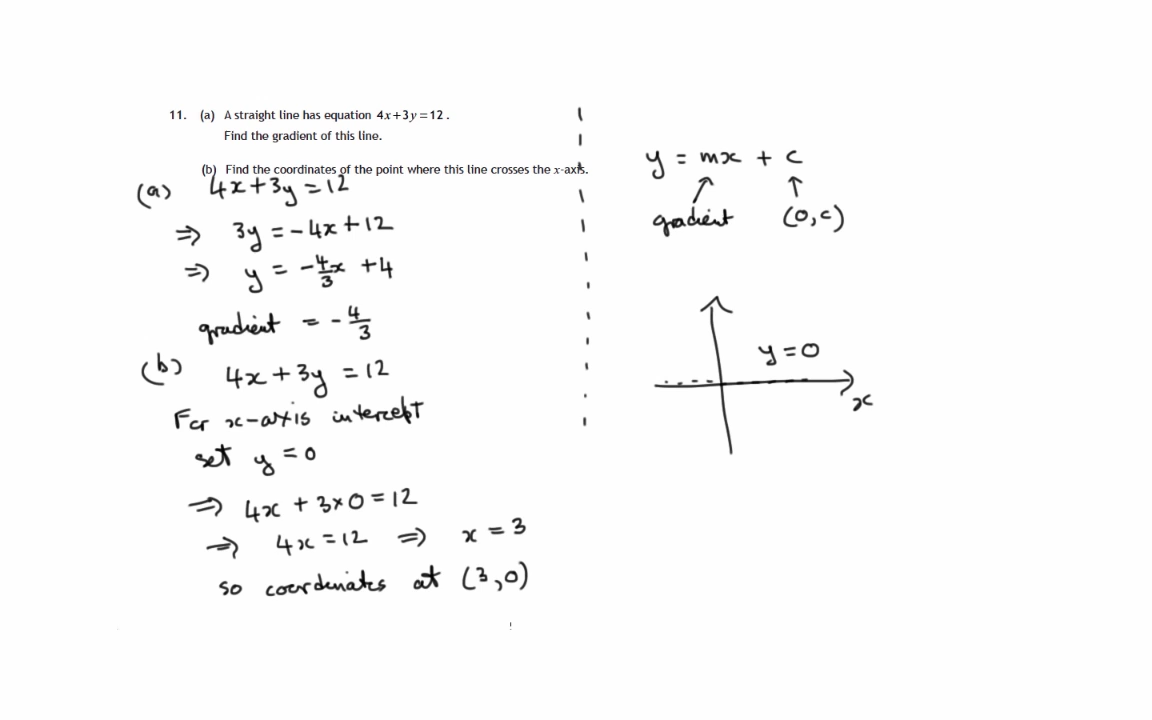 11. (a) A straight line has equation 4x+3y=12.
Find the gradient of this line.
(b) Find the coordinates of the point where this line crosses the x-axis.
(a) 4x+3y=12
⇒ 3y=-4x+12
⇒ y = -4/3x +4
gradient = -4/3
(b) 4x+3y=12
For x-axis intercept
set y=0
⇒ 4x + 3×0=12
⇒ 4x=12 ⇒ x=3
so coordinates at (3,0)
y = mx + c
gradient (0,c)
y=0
x